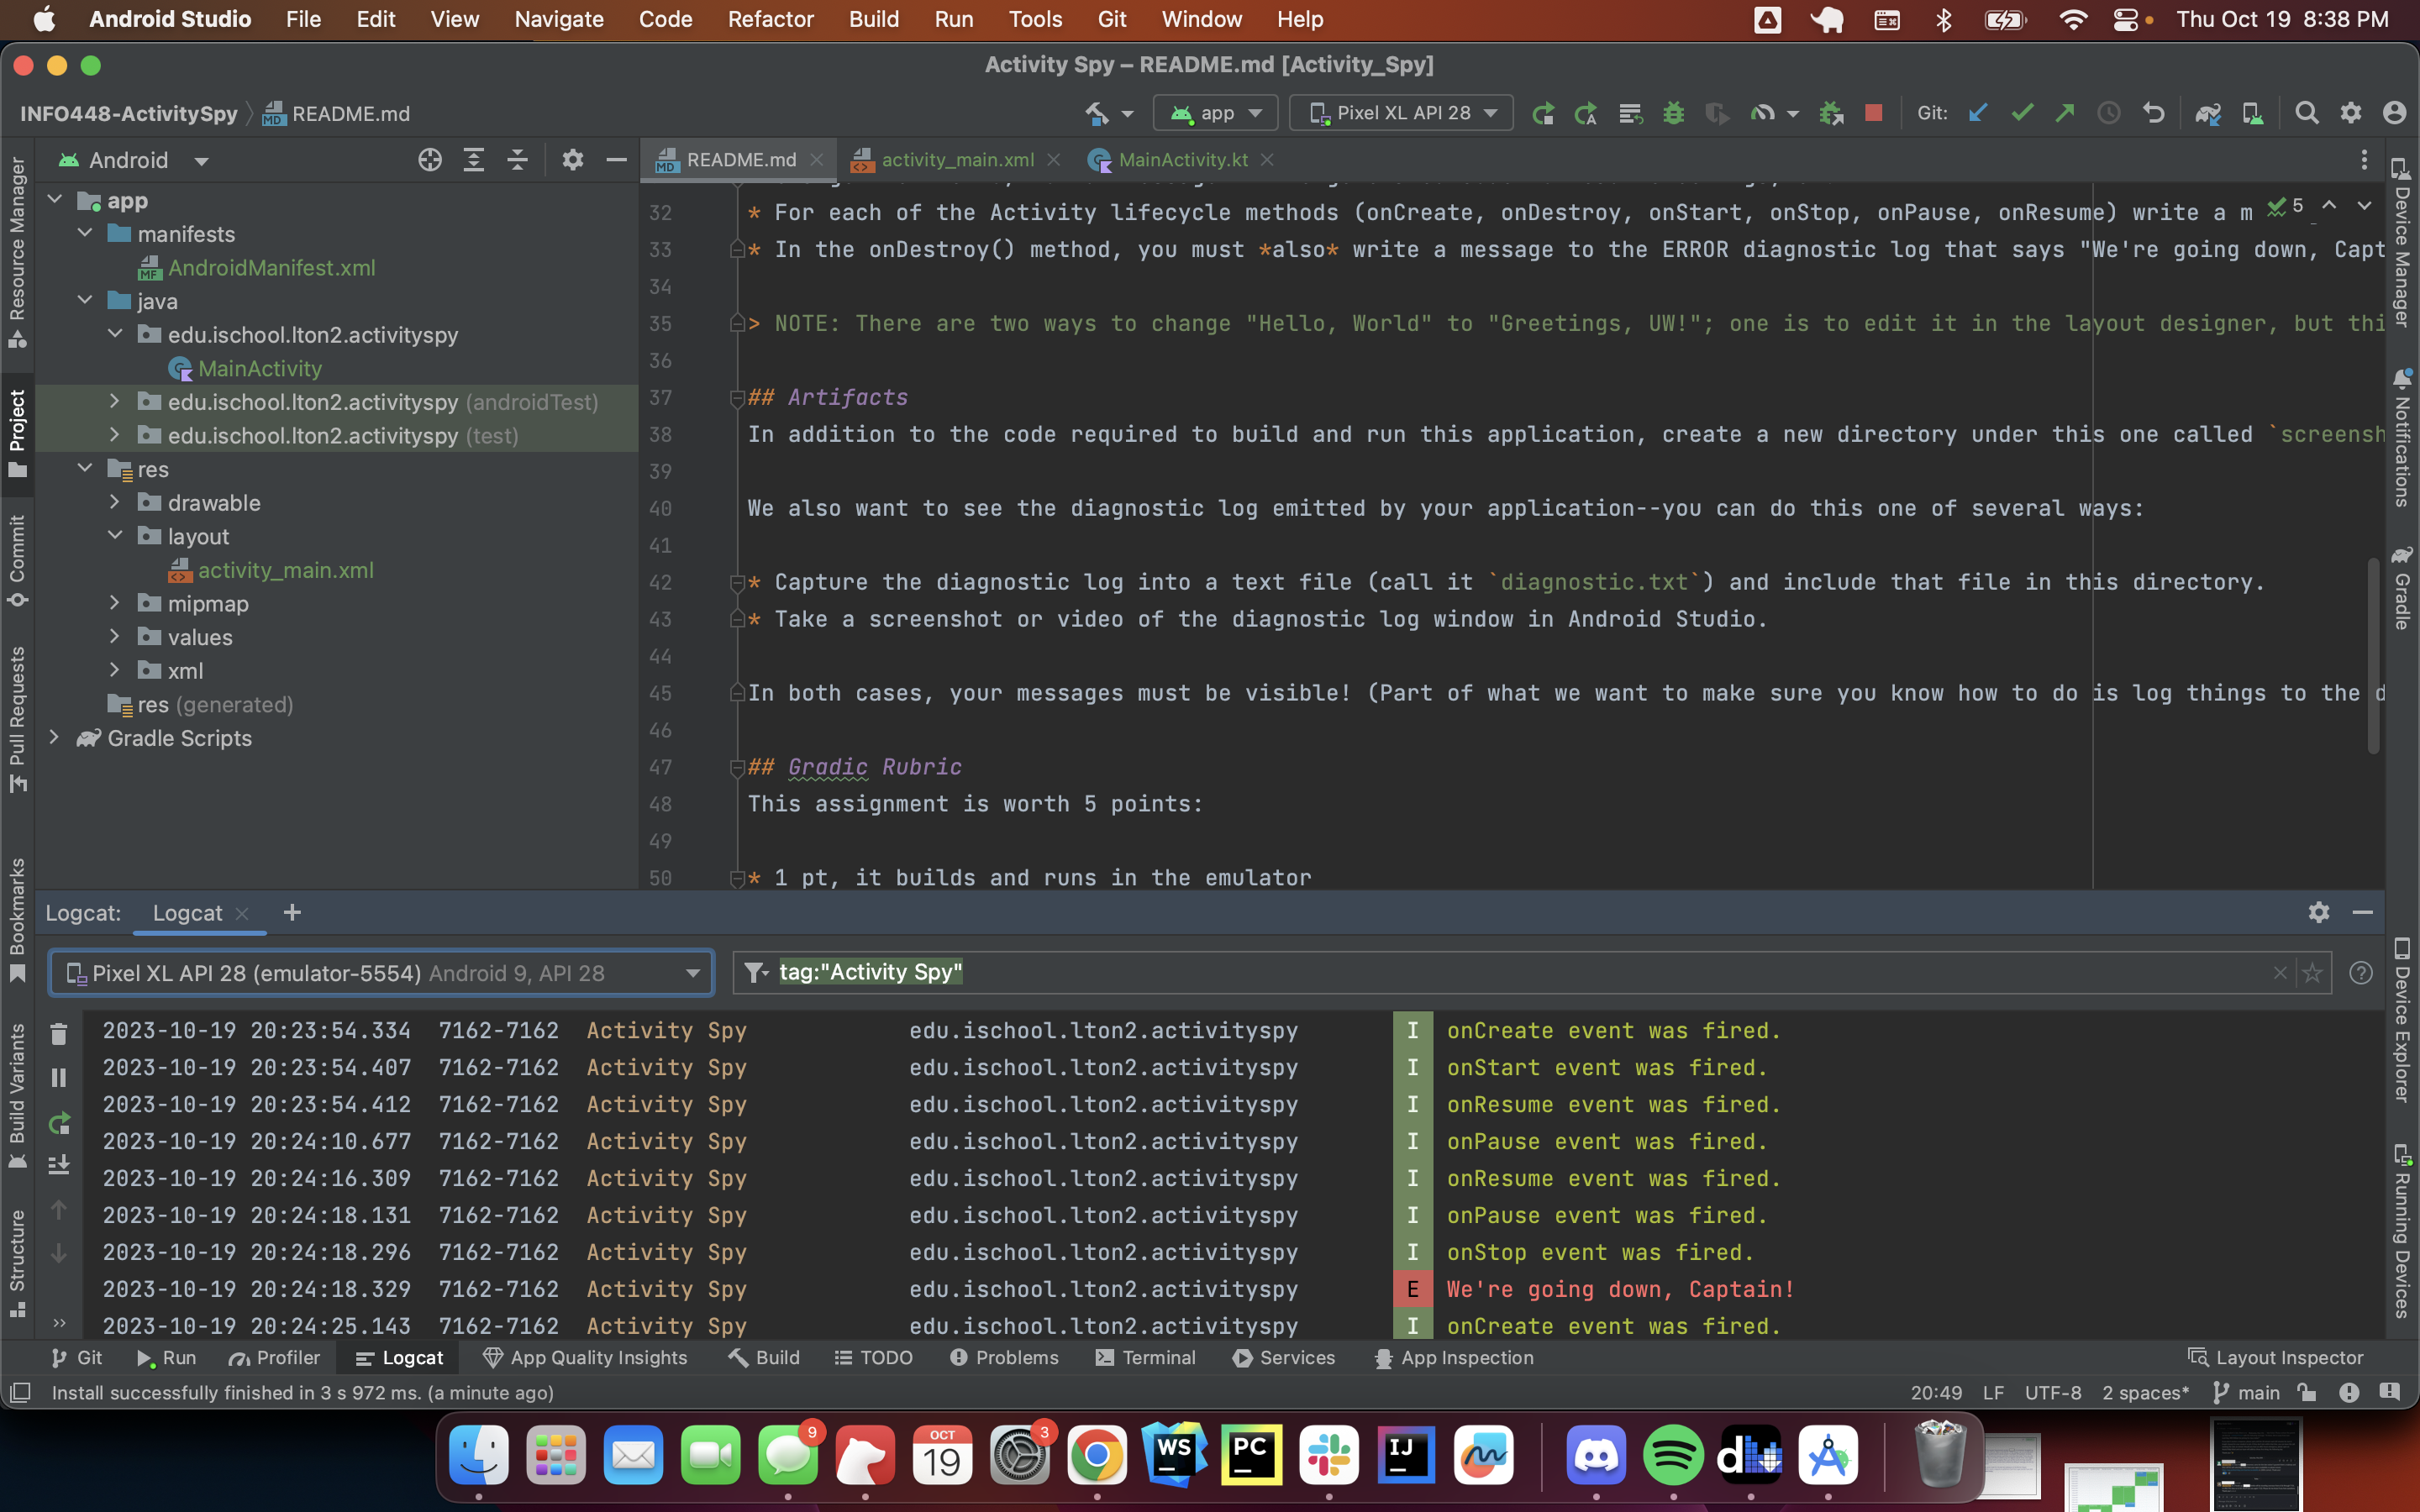 Android Studio File Edit View Navigate Code Refactor Build Run Tools Git Window Help Thu Oct 19 8:38 PM
Activity Spy – README.md [Activity_Spy]
INFO448-ActivitySpy README.md app Pixel XL API 28 Git:
Android README.md activity_main.xml MainActivity.kt
Resource Manager
Project
Commit
Pull Requests
Bookmarks
Build Variants
Structure
app
manifests
AndroidManifest.xml
java
edu.ischool.lton2.activityspy
MainActivity
edu.ischool.lton2.activityspy (androidTest)
edu.ischool.lton2.activityspy (test)
res
drawable
layout
activity_main.xml
mipmap
values
xml
res (generated)
Gradle Scripts
32 * For each of the Activity lifecycle methods (onCreate, onDestroy, onStart, onStop, onPause, onResume) write a m 5
33 * In the onDestroy() method, you must *also* write a message to the ERROR diagnostic log that says "We're going down, Capt
34
35 > NOTE: There are two ways to change "Hello, World" to "Greetings, UW!"; one is to edit it in the layout designer, but thi
36
37 ## Artifacts
38 In addition to the code required to build and run this application, create a new directory under this one called `screensh
39
40 We also want to see the diagnostic log emitted by your application--you can do this one of several ways:
41
42 * Capture the diagnostic log into a text file (call it `diagnostic.txt`) and include that file in this directory.
43 * Take a screenshot or video of the diagnostic log window in Android Studio.
44
45 In both cases, your messages must be visible! (Part of what we want to make sure you know how to do is log things to the d
46
47 ## Gradic Rubric
48 This assignment is worth 5 points:
49
50 * 1 pt, it builds and runs in the emulator
Device Manager
Notifications
Gradle
Device Explorer
Running Devices
Logcat: Logcat
Pixel XL API 28 (emulator-5554) Android 9, API 28 tag:"Activity Spy"
2023-10-19 20:23:54.334 7162-7162 Activity Spy edu.ischool.lton2.activityspy I onCreate event was fired.
2023-10-19 20:23:54.407 7162-7162 Activity Spy edu.ischool.lton2.activityspy I onStart event was fired.
2023-10-19 20:23:54.412 7162-7162 Activity Spy edu.ischool.lton2.activityspy I onResume event was fired.
2023-10-19 20:24:10.677 7162-7162 Activity Spy edu.ischool.lton2.activityspy I onPause event was fired.
2023-10-19 20:24:16.309 7162-7162 Activity Spy edu.ischool.lton2.activityspy I onResume event was fired.
2023-10-19 20:24:18.131 7162-7162 Activity Spy edu.ischool.lton2.activityspy I onPause event was fired.
2023-10-19 20:24:18.296 7162-7162 Activity Spy edu.ischool.lton2.activityspy I onStop event was fired.
2023-10-19 20:24:18.329 7162-7162 Activity Spy edu.ischool.lton2.activityspy E We're going down, Captain!
2023-10-19 20:24:25.143 7162-7162 Activity Spy edu.ischool.lton2.activityspy I onCreate event was fired.
Git Run Profiler Logcat App Quality Insights Build TODO Problems Terminal Services App Inspection Layout Inspector
Install successfully finished in 3 s 972 ms. (a minute ago) 20:49 LF UTF-8 2 spaces* main
9 OCT 19 3 WS PC IJ